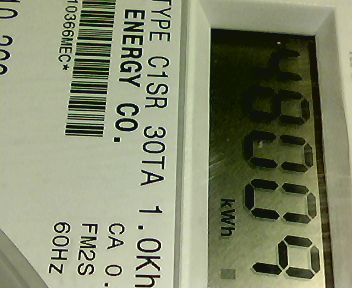 48009
kWh
TYPE C1SR 30TA 1.0Kh
ENERGY CO.
CA 0.
10366MEC*
FM2S
60Hz